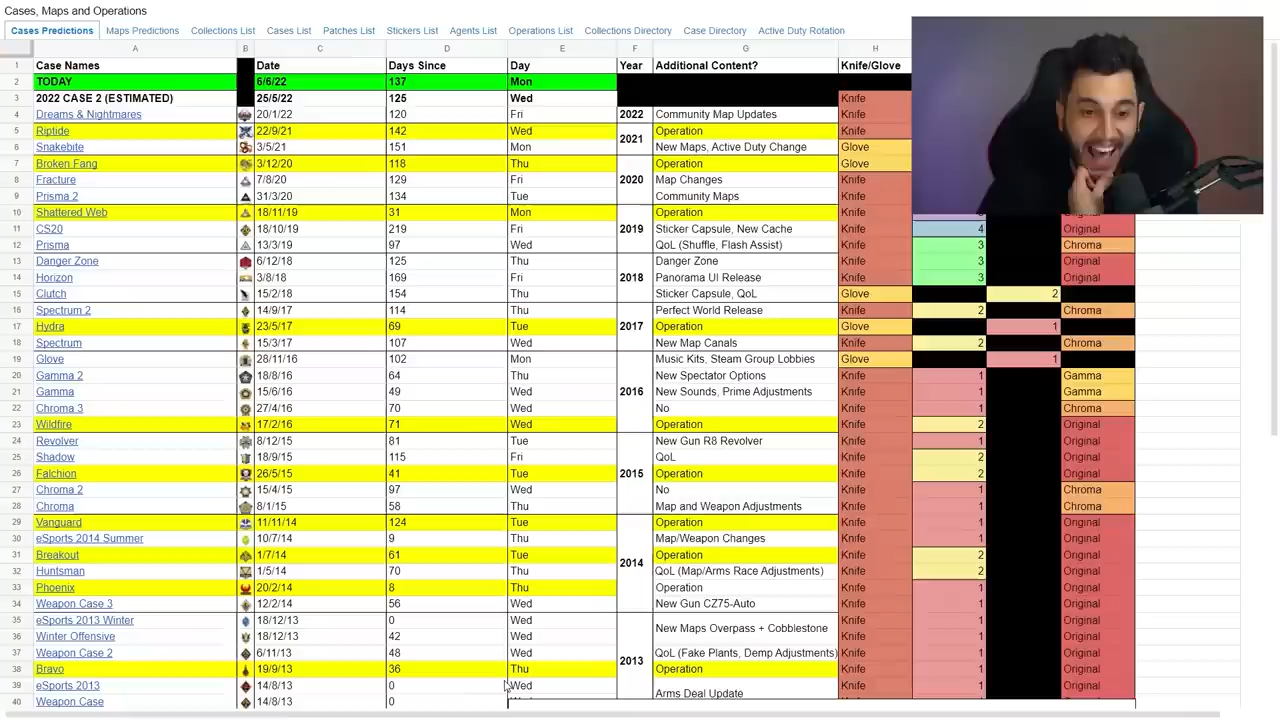 Cases, Maps and Operations
Cases Predictions Maps Predictions Collections List Cases List Patches List Stickers List Agents List Operations List Collections Directory Case Directory Active Duty Rotation
A B C D E F G H
1 Case Names Date Days Since Day Year Additional Content? Knife/Glove
2 TODAY 6/6/22 137 Mon
3 2022 CASE 2 (ESTIMATED) 25/5/22 125 Wed Knife
4 Dreams & Nightmares 20/1/22 120 Fri 2022 Community Map Updates Knife
5 Riptide 22/9/21 142 Wed 2021 Operation Knife
6 Snakebite 3/5/21 151 Mon New Maps, Active Duty Change Glove
7 Broken Fang 3/12/20 118 Thu Operation Glove
8 Fracture 7/8/20 129 Fri 2020 Map Changes Knife
9 Prisma 2 31/3/20 134 Tue Community Maps Knife
10 Shattered Web 18/11/19 31 Mon Operation Knife Original
11 CS20 18/10/19 219 Fri 2019 Sticker Capsule, New Cache Knife 4 Original
12 Prisma 13/3/19 97 Wed QoL (Shuffle, Flash Assist) Knife 3 Chroma
13 Danger Zone 6/12/18 125 Thu Danger Zone Knife 3 Original
14 Horizon 3/8/18 169 Fri 2018 Panorama UI Release Knife 3 Original
15 Clutch 15/2/18 154 Thu Sticker Capsule, QoL Glove 2
16 Spectrum 2 14/9/17 114 Thu Perfect World Release Knife 2 Chroma
17 Hydra 23/5/17 69 Tue 2017 Operation Glove 1
18 Spectrum 15/3/17 107 Wed New Map Canals Knife 2 Chroma
19 Glove 28/11/16 102 Mon Music Kits, Steam Group Lobbies Glove 1
20 Gamma 2 18/8/16 64 Thu New Spectator Options Knife 1 Gamma
21 Gamma 15/6/16 49 Wed 2016 New Sounds, Prime Adjustments Knife 1 Gamma
22 Chroma 3 27/4/16 70 Wed No Knife 1 Chroma
23 Wildfire 17/2/16 71 Wed Operation Knife 2 Original
24 Revolver 8/12/15 81 Tue New Gun R8 Revolver Knife 1 Original
25 Shadow 18/9/15 115 Fri QoL Knife 2 Original
26 Falchion 26/5/15 41 Tue 2015 Operation Knife 2 Original
27 Chroma 2 15/4/15 97 Wed No Knife 1 Chroma
28 Chroma 8/1/15 58 Thu Map and Weapon Adjustments Knife 1 Chroma
29 Vanguard 11/11/14 124 Tue Operation Knife 1 Original
30 eSports 2014 Summer 10/7/14 9 Thu Map/Weapon Changes Knife 1 Original
31 Breakout 1/7/14 61 Tue 2014 Operation Knife 2 Original
32 Huntsman 1/5/14 70 Thu QoL (Map/Arms Race Adjustments) Knife 2 Original
33 Phoenix 20/2/14 8 Thu Operation Knife 1 Original
34 Weapon Case 3 12/2/14 56 Wed New Gun CZ75-Auto Knife 1 Original
35 eSports 2013 Winter 18/12/13 0 Wed New Maps Overpass + Cobblestone Knife 1 Original
36 Winter Offensive 18/12/13 42 Wed Knife 1 Original
37 Weapon Case 2 6/11/13 48 Wed 2013 QoL (Fake Plants, Demp Adjustments) Knife 1 Original
38 Bravo 19/9/13 36 Thu Operation Knife 1 Original
39 eSports 2013 14/8/13 0 Wed Arms Deal Update Knife 1 Original
40 Weapon Case 14/8/13 0 Knife 1 Original